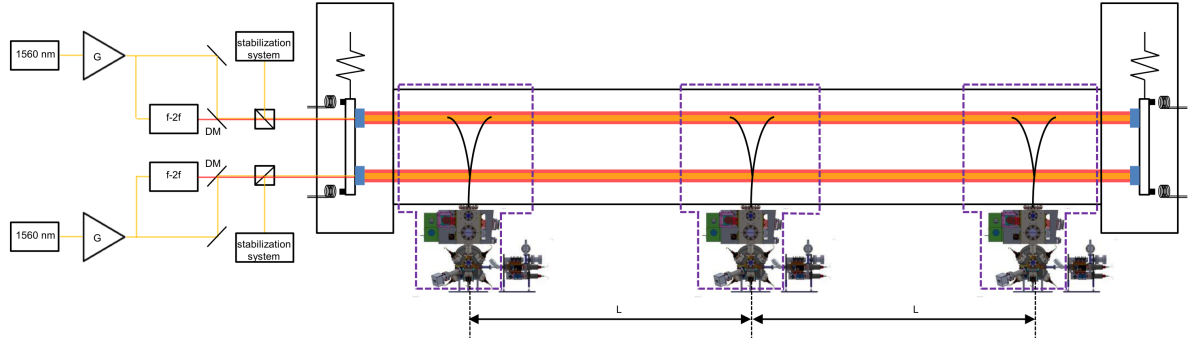 stabilization
system
1560 nm
G
f-2f
DM
DM
f-2f
1560 nm
G
stabilization
system
L
L